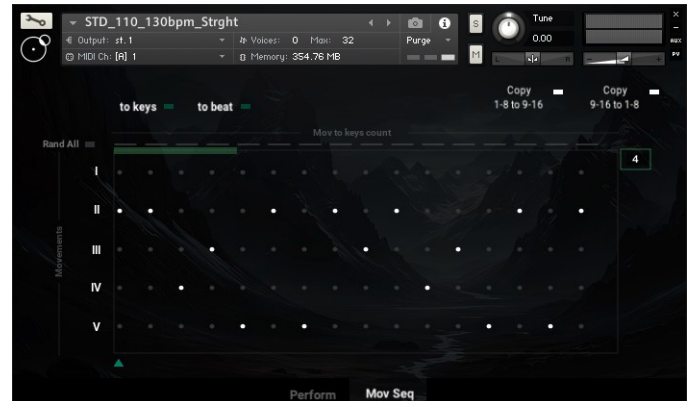 STD_110_130bpm_Strght
Output: st. 1
Voices: 0 Max: 32
Purge
MIDI Ch: [A] 1
Memory: 354.76 MB
S
M
Tune
0.00
L R
- +
×
-
AUX
PV
to keys
to beat
Copy
1-8 to 9-16
Copy
9-16 to 1-8
Mov to keys count
Rand All
4
Movements
I
II
III
IV
V
Perform
Mov Seq